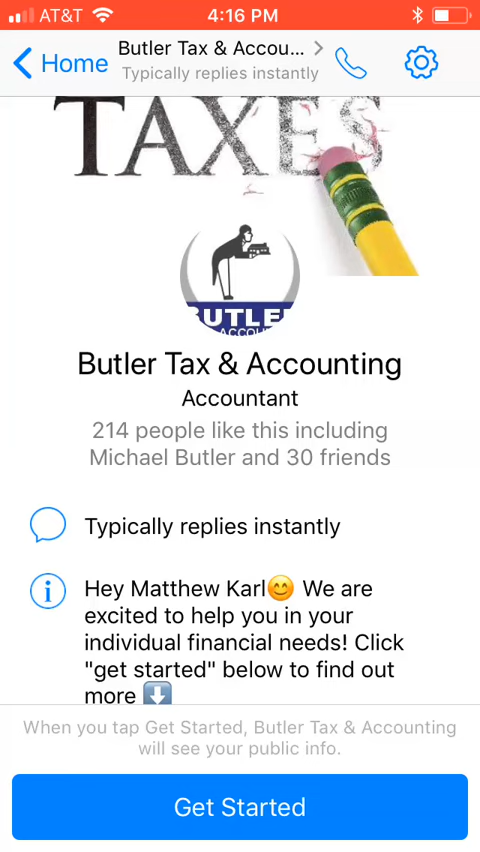 AT&T 4:16 PM
Home
Butler Tax & Accou...
Typically replies instantly
TAXES
BUTLER
Butler Tax & Accounting
Accountant
214 people like this including
Michael Butler and 30 friends
Typically replies instantly
Hey Matthew Karl😊 We are
excited to help you in your
individual financial needs! Click
"get started" below to find out
more ⬇️
When you tap Get Started, Butler Tax & Accounting
will see your public info.
Get Started